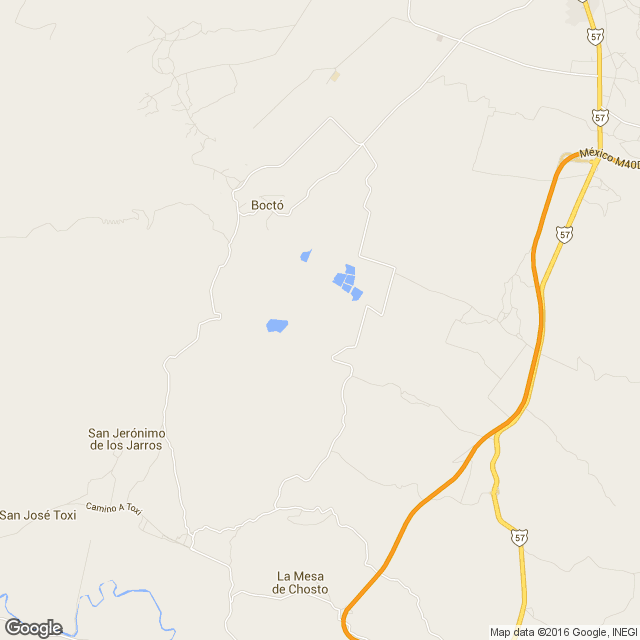 57
57
México M40D
Boctó
57
San Jerónimo
de los Jarros
Camino A Toxi
San José Toxi
57
La Mesa
de Chosto
Google
Map data ©2016 Google, INEGI